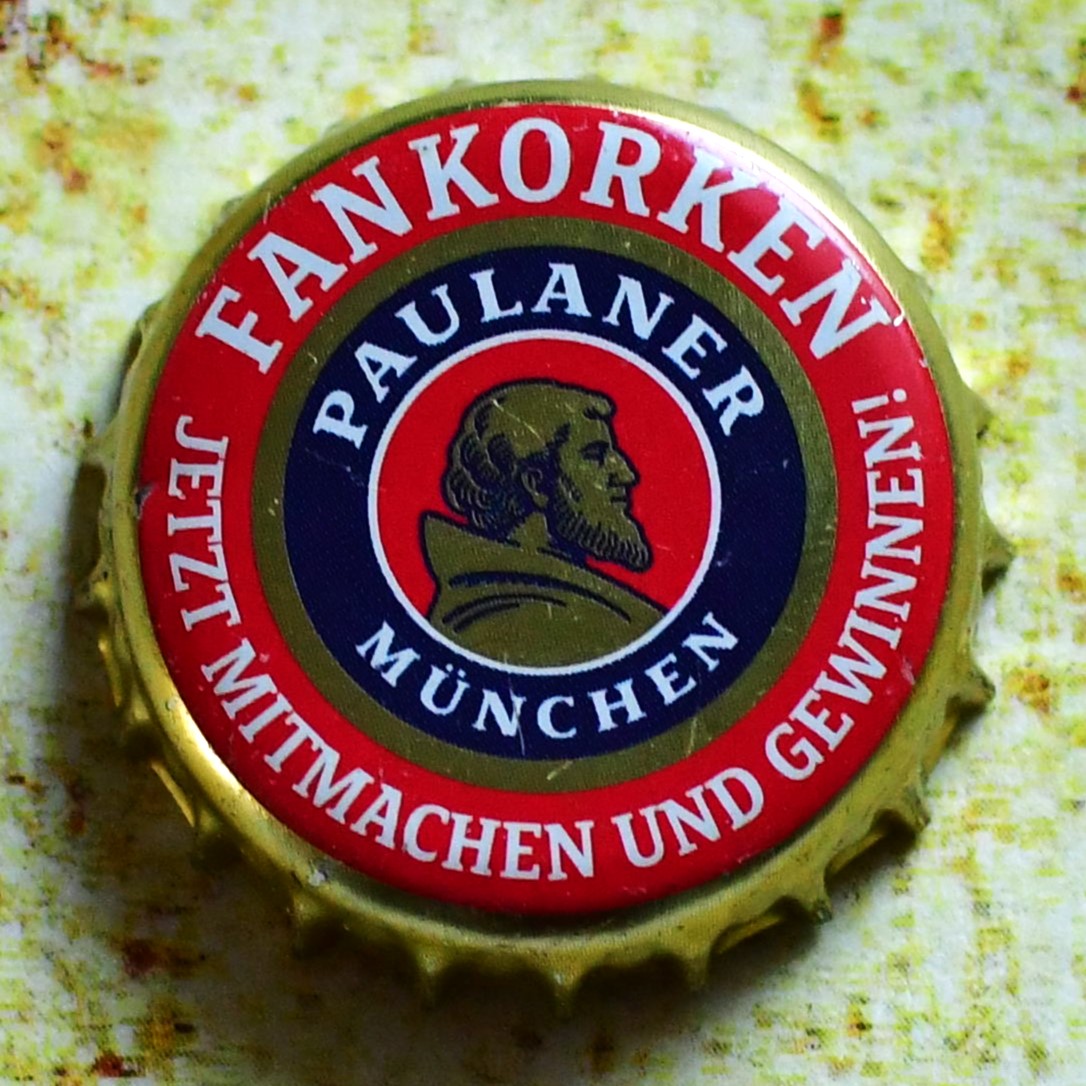 FANKORKEN
PAULANER
MÜNCHEN
JETZT MITMACHEN UND GEWINNEN!